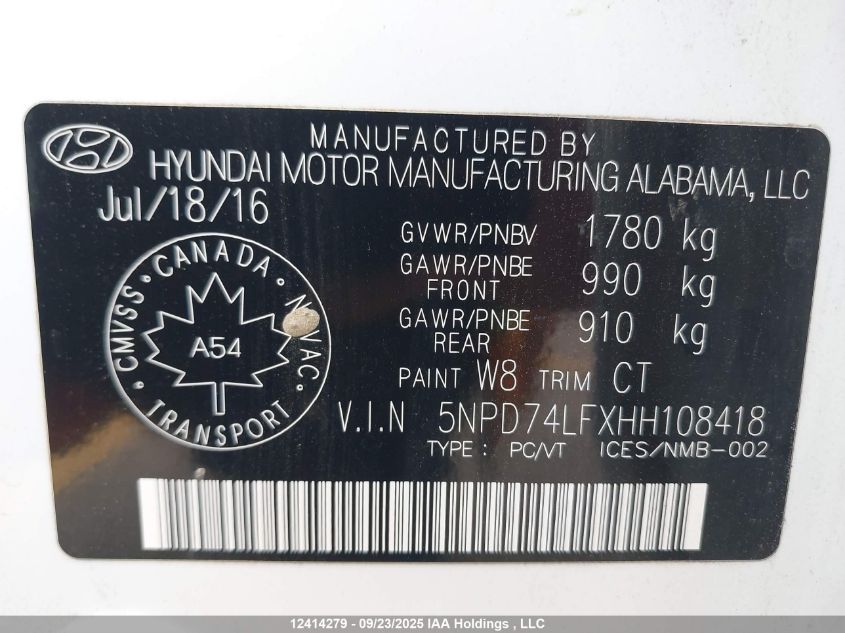 MANUFACTURED BY
HYUNDAI MOTOR MANUFACTURING ALABAMA, LLC
Jul/18/16
GVWR/PNBV 1780 kg
GAWR/PNBE FRONT 990 kg
GAWR/PNBE REAR 910 kg
PAINT W8 TRIM CT
V.I.N 5NPD74LFXHH108418
TYPE : PC/VT ICES/NMB-002
CMVSS • CANADA • NSVAC •
A54
TRANSPORT
12414279 - 09/23/2025 IAA Holdings , LLC